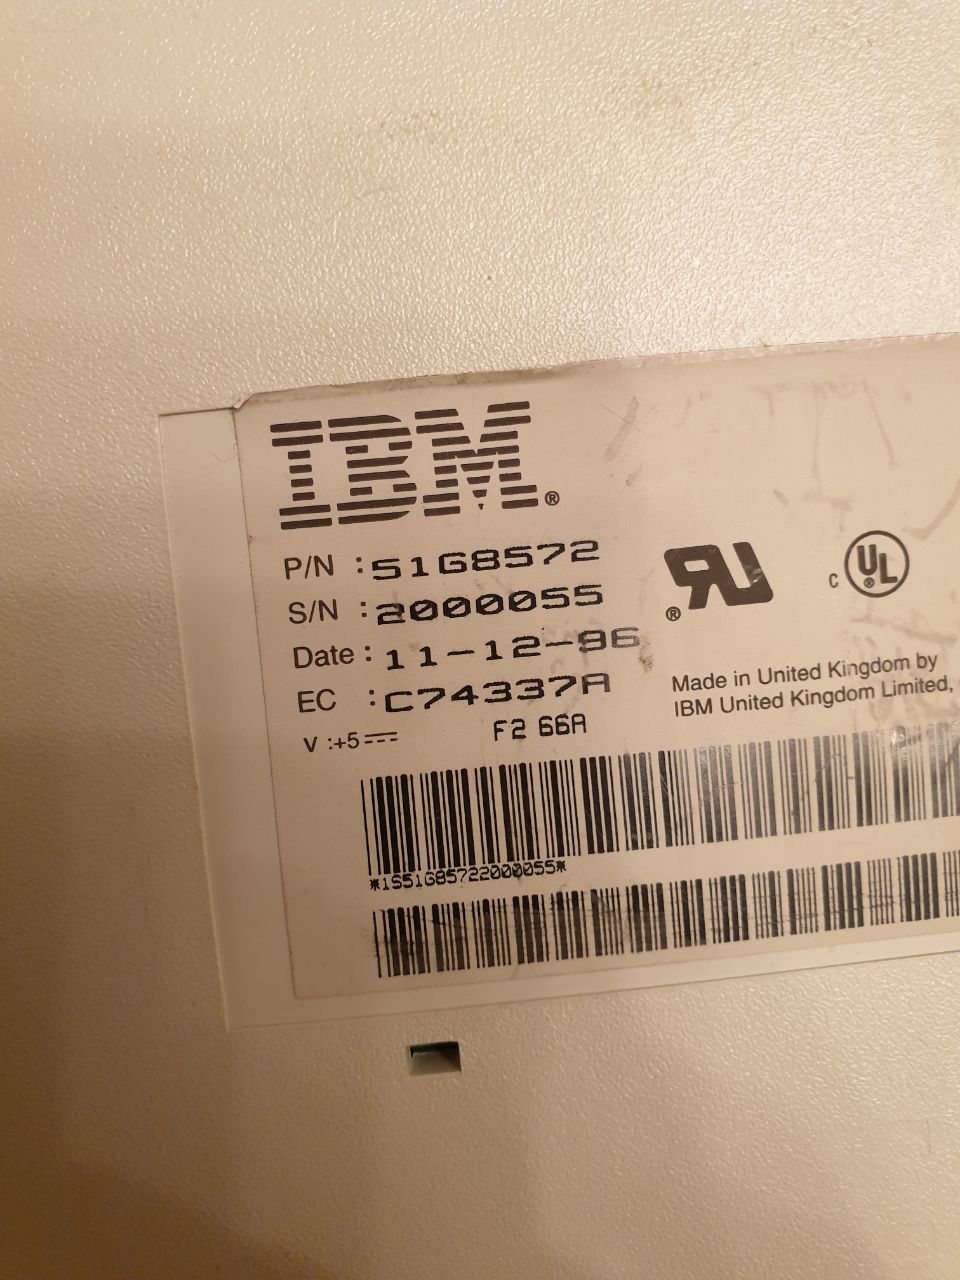 IBM®
P/N : 51G8572
S/N : 2000055
Date : 11-12-96
EC : C74337A
V :+5
F2 66A
®
C UL ®
Made in United Kingdom by
IBM United Kingdom Limited,
*1S51G85722000055*